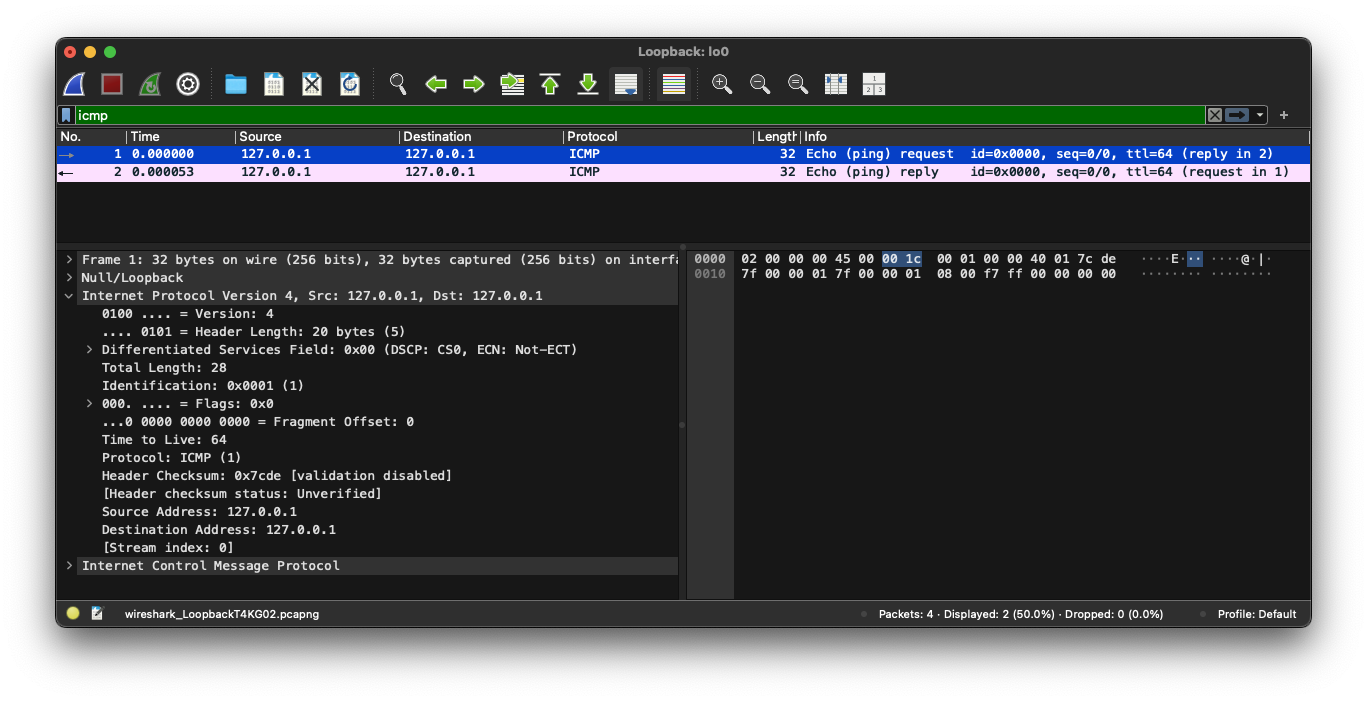 Loopback: lo0
icmp
No. Time Source Destination Protocol Length Info
1 0.000000 127.0.0.1 127.0.0.1 ICMP 32 Echo (ping) request id=0x0000, seq=0/0, ttl=64 (reply in 2)
2 0.000053 127.0.0.1 127.0.0.1 ICMP 32 Echo (ping) reply id=0x0000, seq=0/0, ttl=64 (request in 1)
Frame 1: 32 bytes on wire (256 bits), 32 bytes captured (256 bits) on interfa
Null/Loopback
Internet Protocol Version 4, Src: 127.0.0.1, Dst: 127.0.0.1
0100 .... = Version: 4
.... 0101 = Header Length: 20 bytes (5)
Differentiated Services Field: 0x00 (DSCP: CS0, ECN: Not-ECT)
Total Length: 28
Identification: 0x0001 (1)
000. .... = Flags: 0x0
...0 0000 0000 0000 = Fragment Offset: 0
Time to Live: 64
Protocol: ICMP (1)
Header Checksum: 0x7cde [validation disabled]
[Header checksum status: Unverified]
Source Address: 127.0.0.1
Destination Address: 127.0.0.1
[Stream index: 0]
Internet Control Message Protocol
0000 02 00 00 00 45 00 00 1c 00 01 00 00 40 01 7c de ····E··· ····@·|·
0010 7f 00 00 01 7f 00 00 01 08 00 f7 ff 00 00 00 00 ········ ········
wireshark_LoopbackT4KG02.pcapng
Packets: 4 · Displayed: 2 (50.0%) · Dropped: 0 (0.0%)
Profile: Default